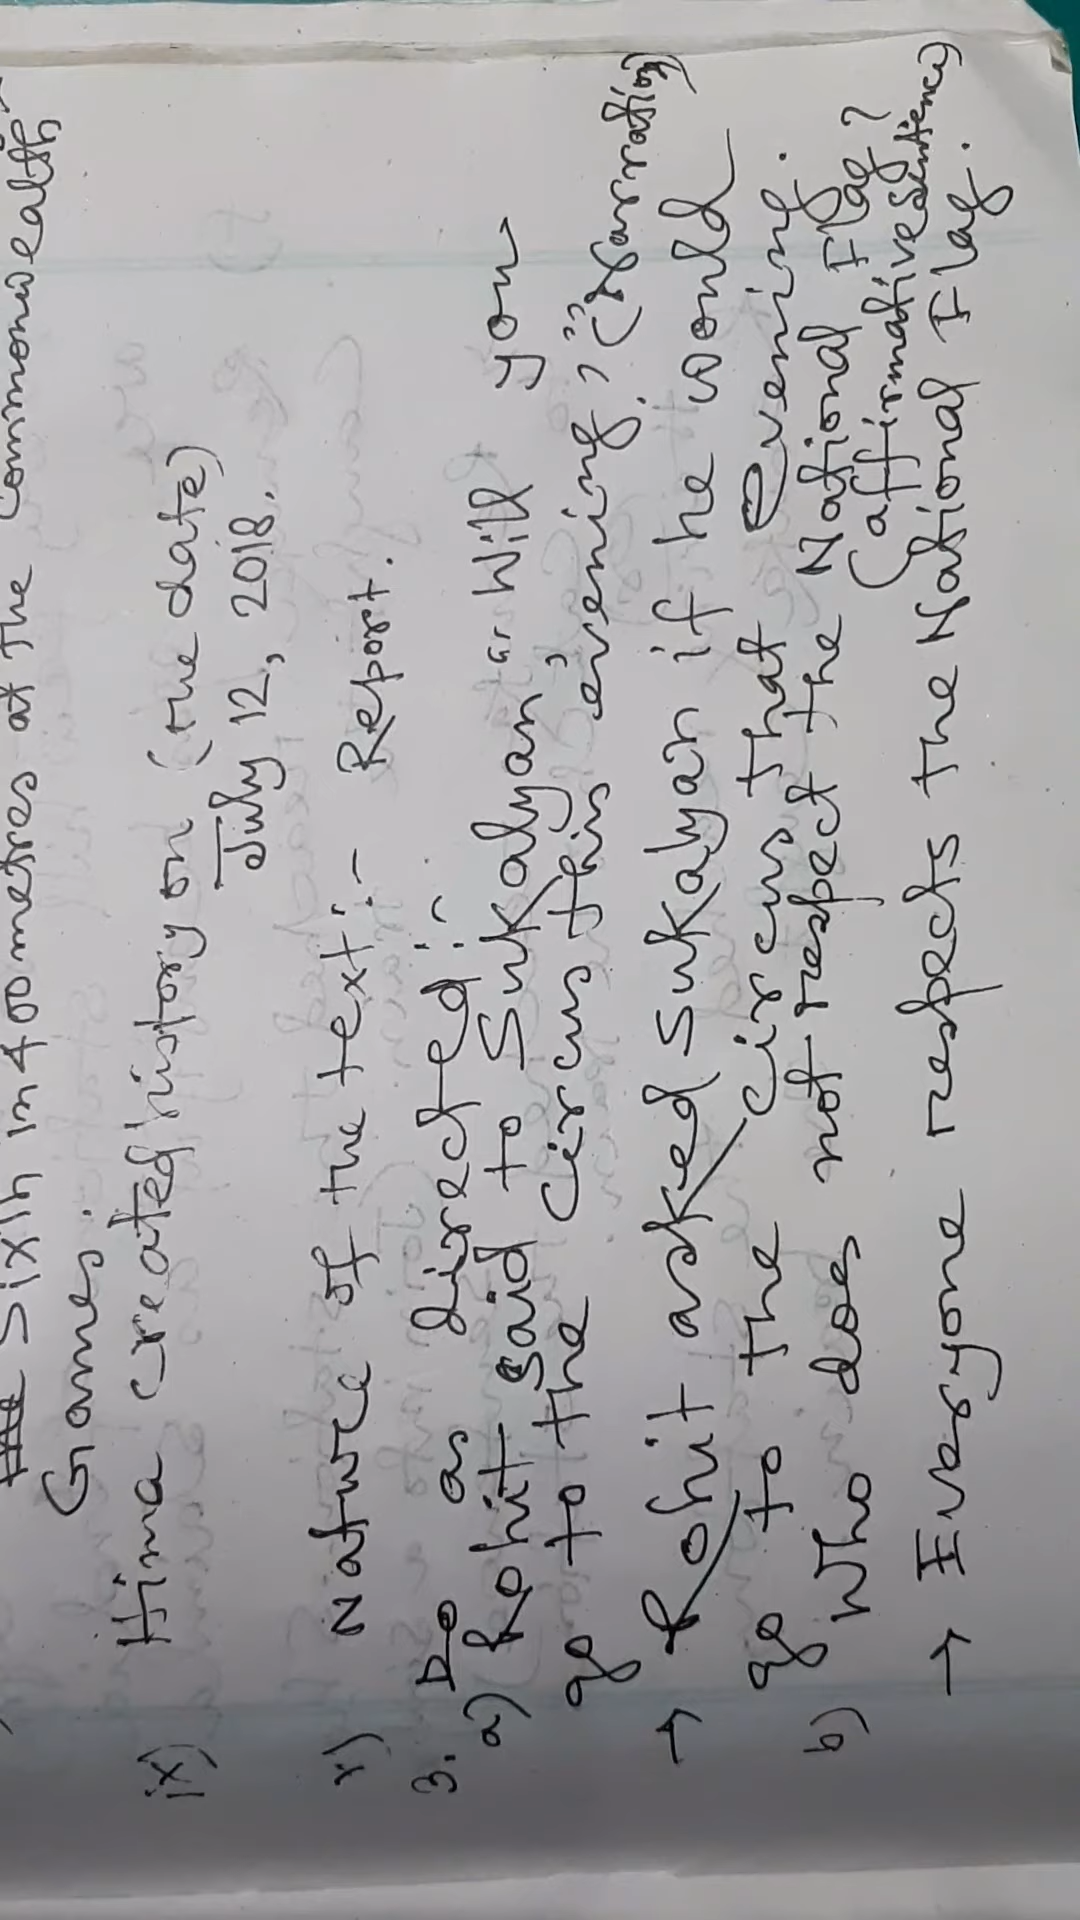 Sixth in 400 metres at the Commonwealth
Games.
ix) Hima created history on (the date)
July 12, 2018.
x) Nature of the text:- Report.
3. Do as directed:-
a) Rohit said to Sukalyan, "Will you
go to the Circus this evening?" (Narration)
→ Rohit asked Sukalyan if he would
go to the circus that evening.
b) Who does not respect the National Flag?
(affirmative sentence)
→ Everyone respects the National Flag.